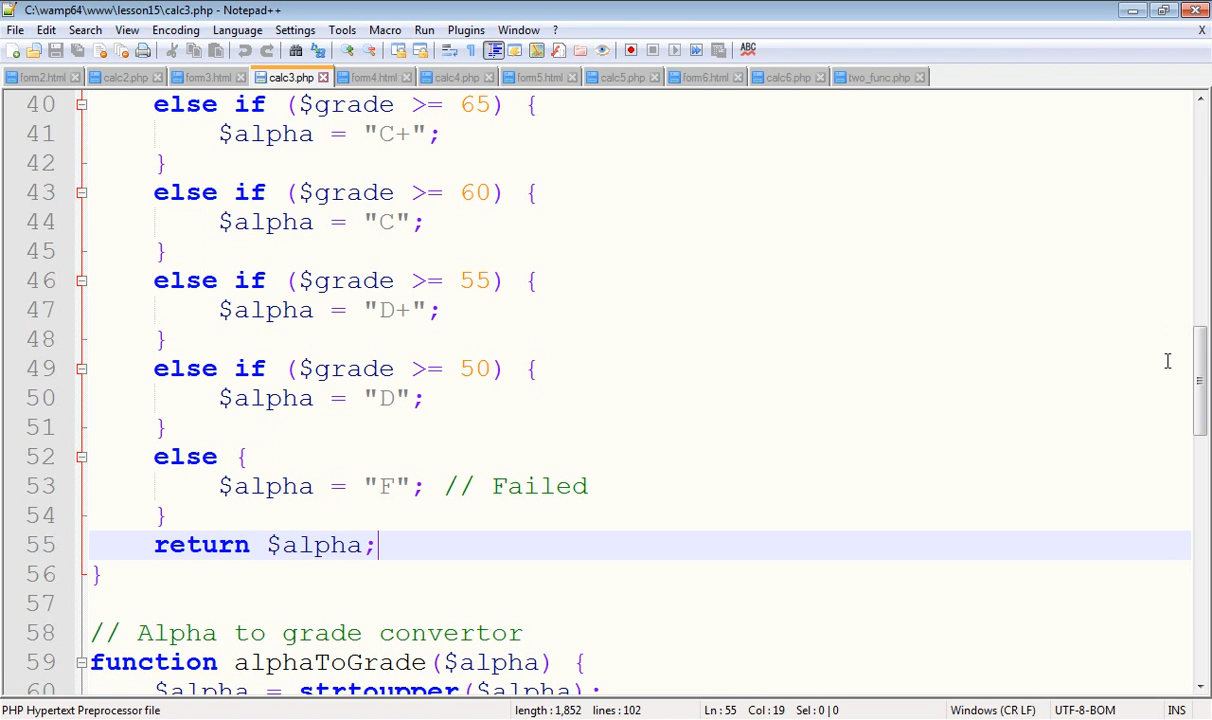 C:\wamp64\www\lesson15\calc3.php - Notepad++
File Edit Search View Encoding Language Settings Tools Macro Run Plugins Window ? X
ABC
form2.html calc2.php form3.html calc3.php form4.html calc4.php form5.html calc5.php form6.html calc6.php two_func.php
40 else if ($grade >= 65) {
41 $alpha = "C+";
42 }
43 else if ($grade >= 60) {
44 $alpha = "C";
45 }
46 else if ($grade >= 55) {
47 $alpha = "D+";
48 }
49 else if ($grade >= 50) {
50 $alpha = "D";
51 }
52 else {
53 $alpha = "F"; // Failed
54 }
55 return $alpha;
56 }
57
58 // Alpha to grade convertor
59 function alphaToGrade($alpha) {
60 $alpha = strtoupper($alpha);
PHP Hypertext Preprocessor file length : 1,852 lines : 102 Ln : 55 Col : 19 Sel : 0 | 0 Windows (CR LF) UTF-8-BOM INS